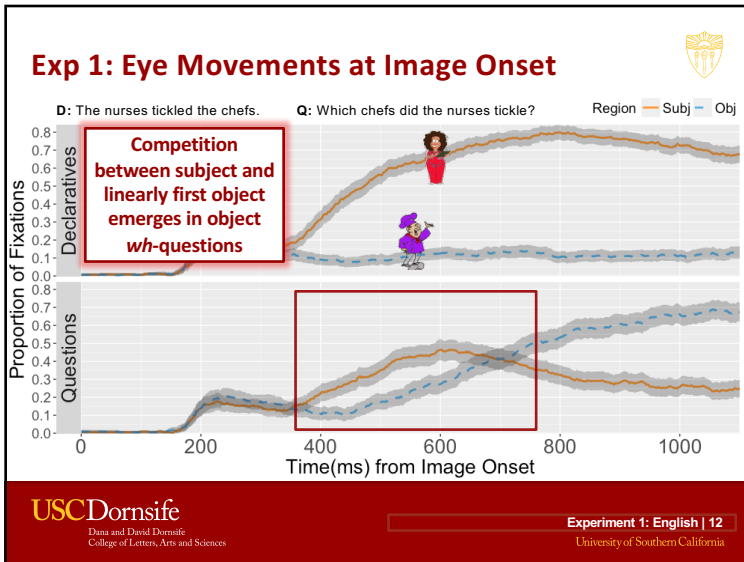 Exp 1: Eye Movements at Image Onset
D: The nurses tickled the chefs.
Q: Which chefs did the nurses tickle?
Region Subj Obj
Proportion of Fixations
Declaratives
0.8
0.7
0.6
0.5
0.4
0.3
0.2
0.1
0.0
Competition
between subject and
linearly first object
emerges in object
wh-questions
Questions
0.8
0.7
0.6
0.5
0.4
0.3
0.2
0.1
0.0
0 200 400 600 800 1000
Time(ms) from Image Onset
USCDornsife
Dana and David Dornsife
College of Letters, Arts and Sciences
Experiment 1: English | 12
University of Southern California